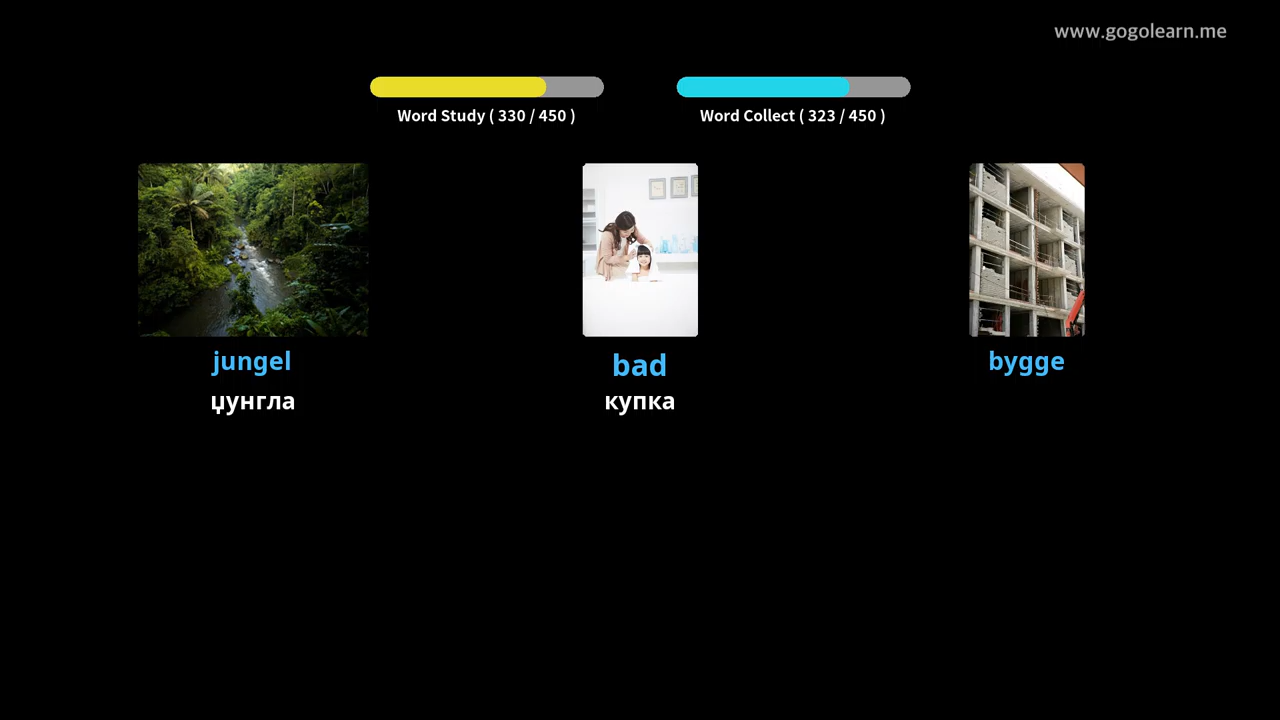 www.gogolearn.me
Word Study ( 330 / 450 )
Word Collect ( 323 / 450 )
jungel
bad
bygge
џунгла
купка